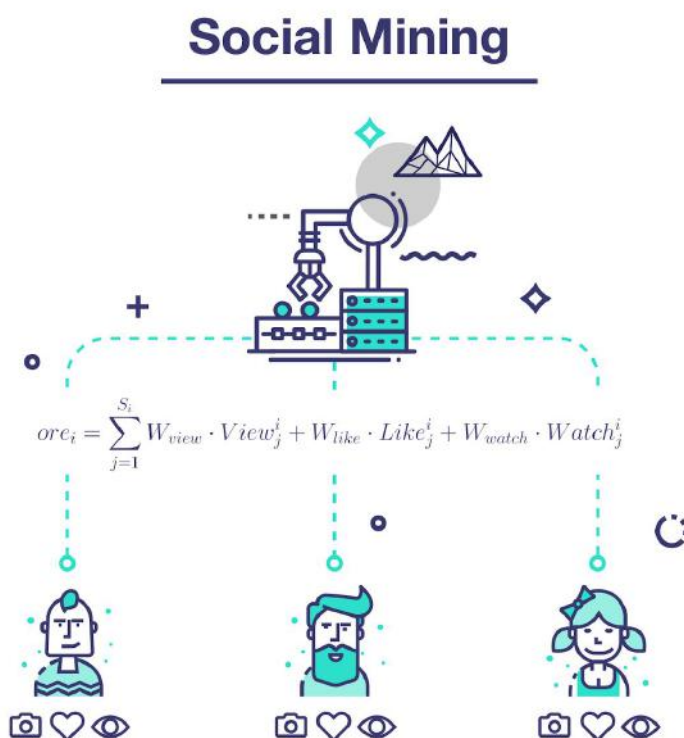 Social Mining
ore_i = \sum_{j=1}^{S_i} W_{view} \cdot View_j^i + W_{like} \cdot Like_j^i + W_{watch} \cdot Watch_j^i